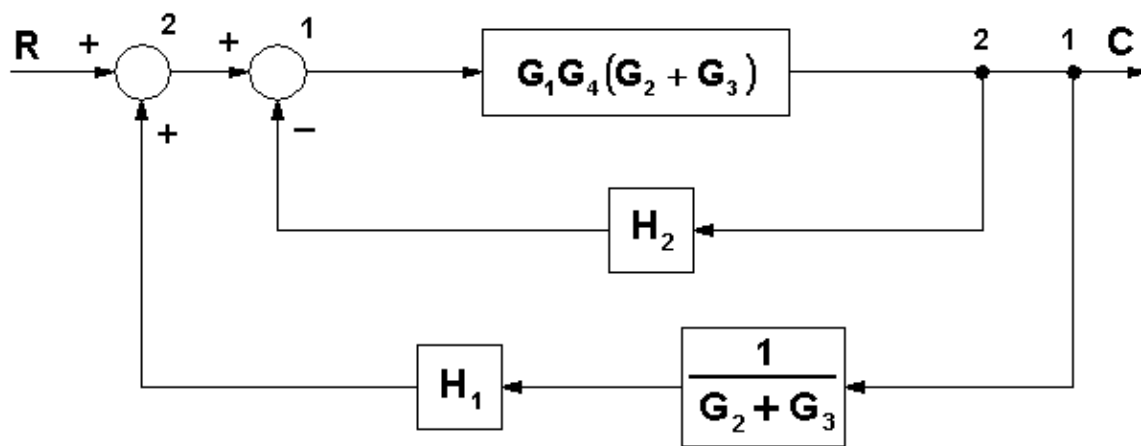 R + 2 + 1 G₁G₄(G₂ + G₃) 2 1 C
+ −
H₂
H₁
1
G₂ + G₃